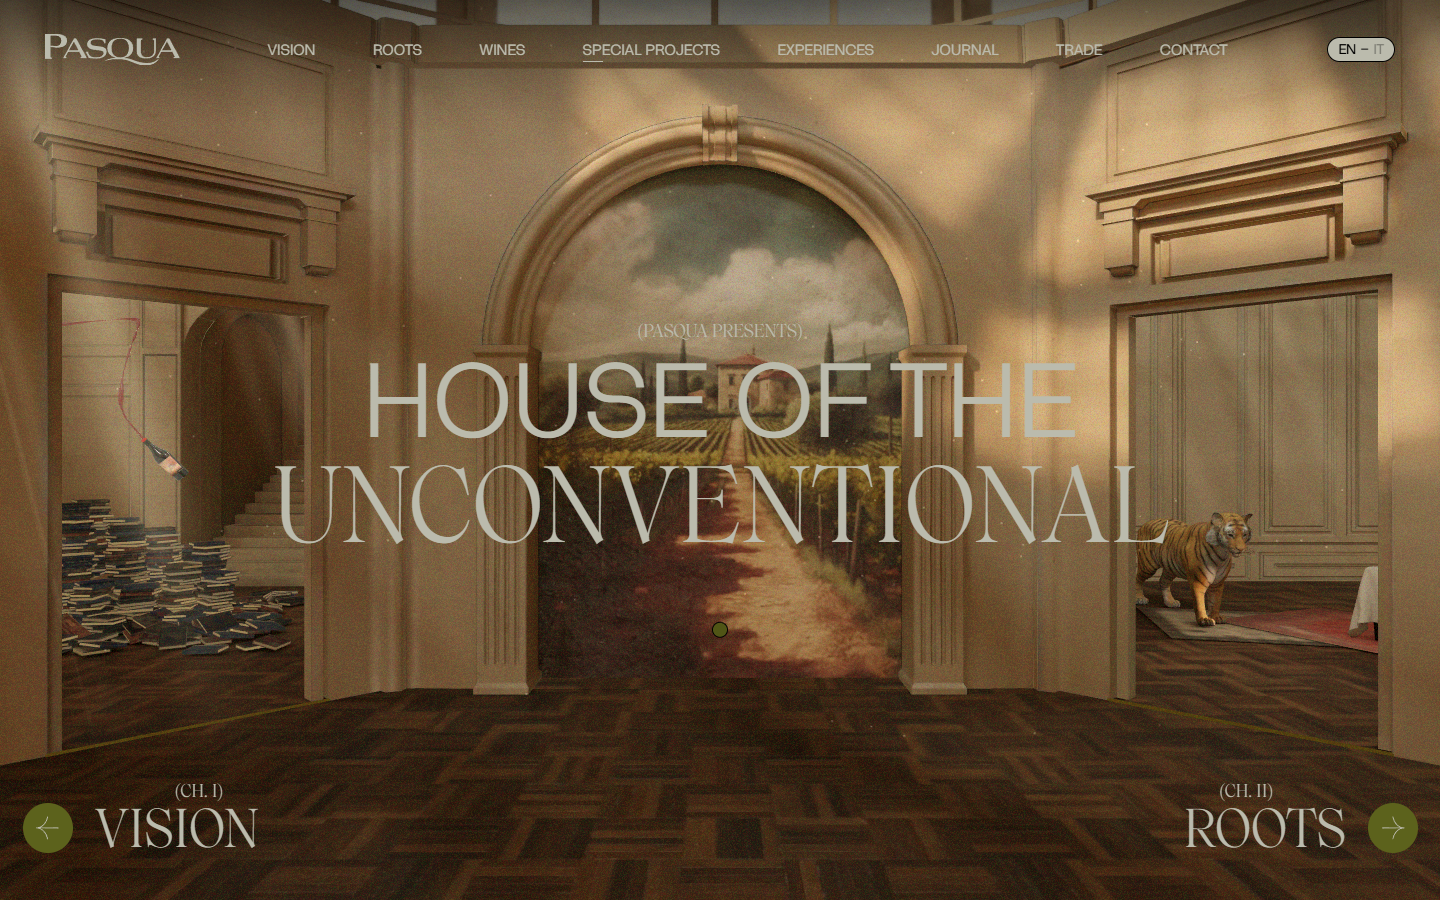 PASQUA
VISION
ROOTS
WINES
SPECIAL PROJECTS
EXPERIENCES
JOURNAL
TRADE
CONTACT
EN – IT
(PASQUA PRESENTS).
HOUSE OF THE
UNCONVENTIONAL
(CH. I)
VISION
(CH. II)
ROOTS